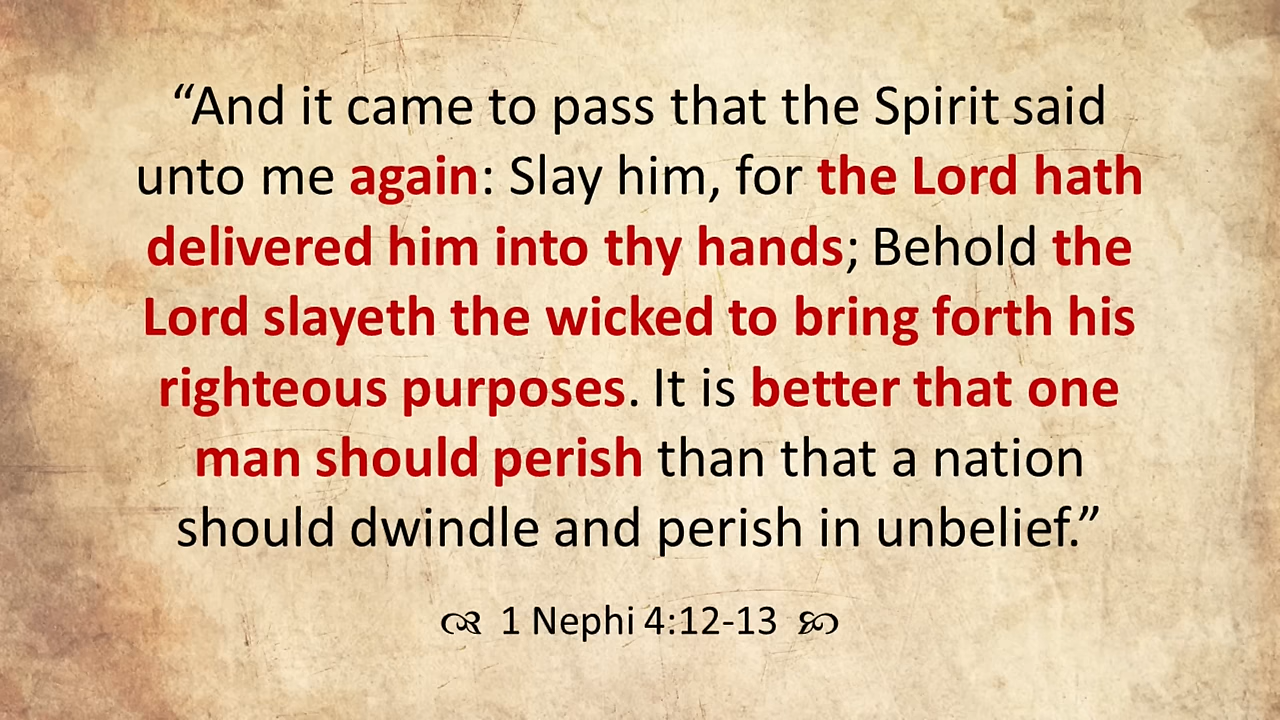 “And it came to pass that the Spirit said
unto me again: Slay him, for the Lord hath
delivered him into thy hands; Behold the
Lord slayeth the wicked to bring forth his
righteous purposes. It is better that one
man should perish than that a nation
should dwindle and perish in unbelief.”
1 Nephi 4:12-13